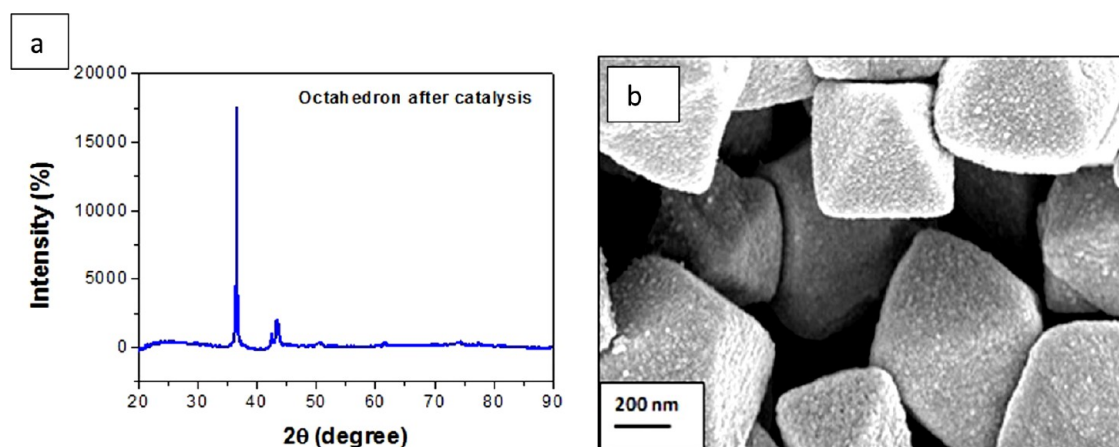 a
20000
Octahedron after catalysis
15000
10000
5000
0
Intensity (%)
20 30 40 50 60 70 80 90
2θ (degree)
b
200 nm